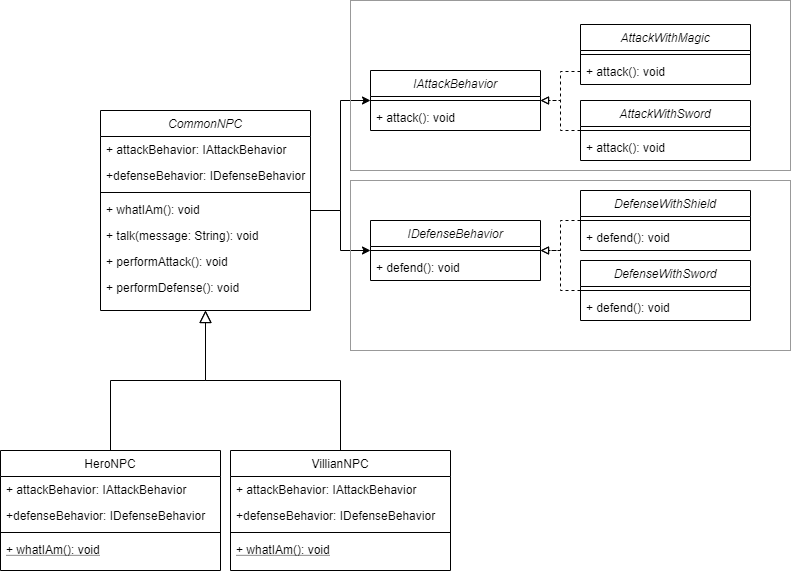 AttackWithMagic
+ attack(): void
IAttackBehavior
+ attack(): void
AttackWithSword
+ attack(): void
CommonNPC
+ attackBehavior: IAttackBehavior
+defenseBehavior: IDefenseBehavior
+ whatIAm(): void
+ talk(message: String): void
+ performAttack(): void
+ performDefense(): void
DefenseWithShield
+ defend(): void
IDefenseBehavior
+ defend(): void
DefenseWithSword
+ defend(): void
HeroNPC
+ attackBehavior: IAttackBehavior
+defenseBehavior: IDefenseBehavior
+ whatIAm(): void
VillianNPC
+ attackBehavior: IAttackBehavior
+defenseBehavior: IDefenseBehavior
+ whatIAm(): void